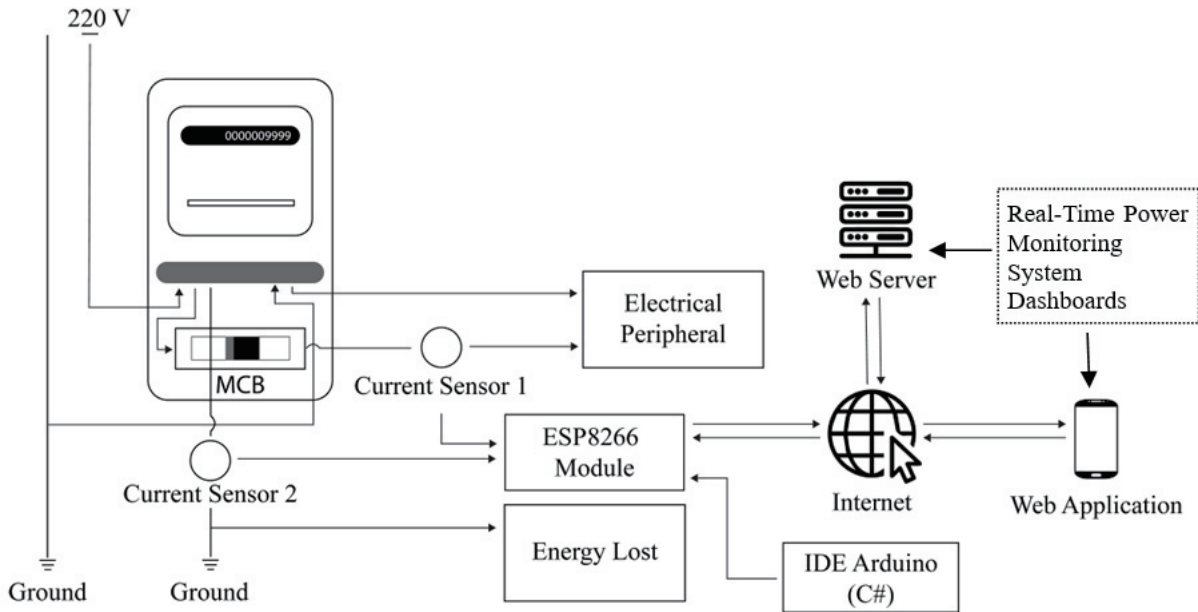 220 V
0000009999
MCB
Current Sensor 1
Current Sensor 2
Electrical
Peripheral
ESP8266
Module
Energy Lost
Ground
Ground
Web Server
Real-Time Power
Monitoring
System
Dashboards
Internet
Web Application
IDE Arduino
(C#)